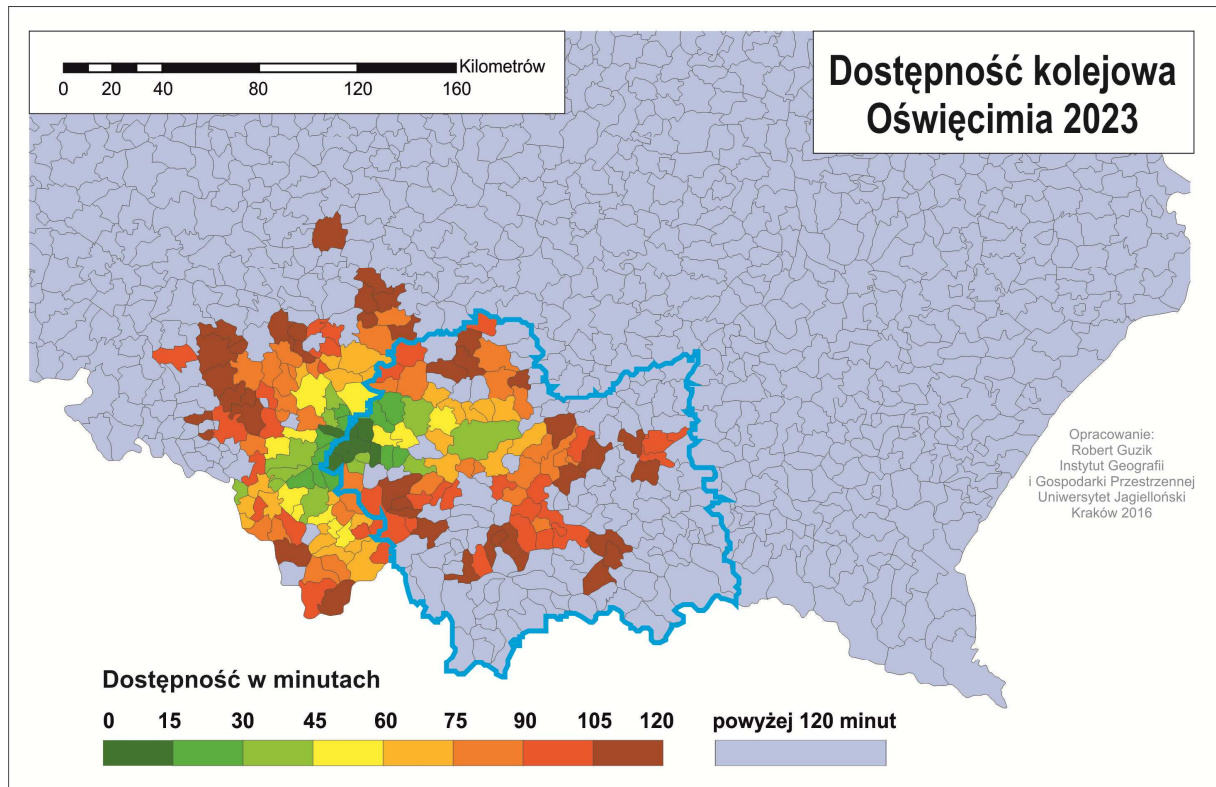 Kilometrów
0 20 40 80 120 160
Dostępność kolejowa
Oświęcimia 2023
Opracowanie:
Robert Guzik
Instytut Geografii
i Gospodarki Przestrzennej
Uniwersytet Jagielloński
Kraków 2016
Dostępność w minutach
0 15 30 45 60 75 90 105 120 powyżej 120 minut